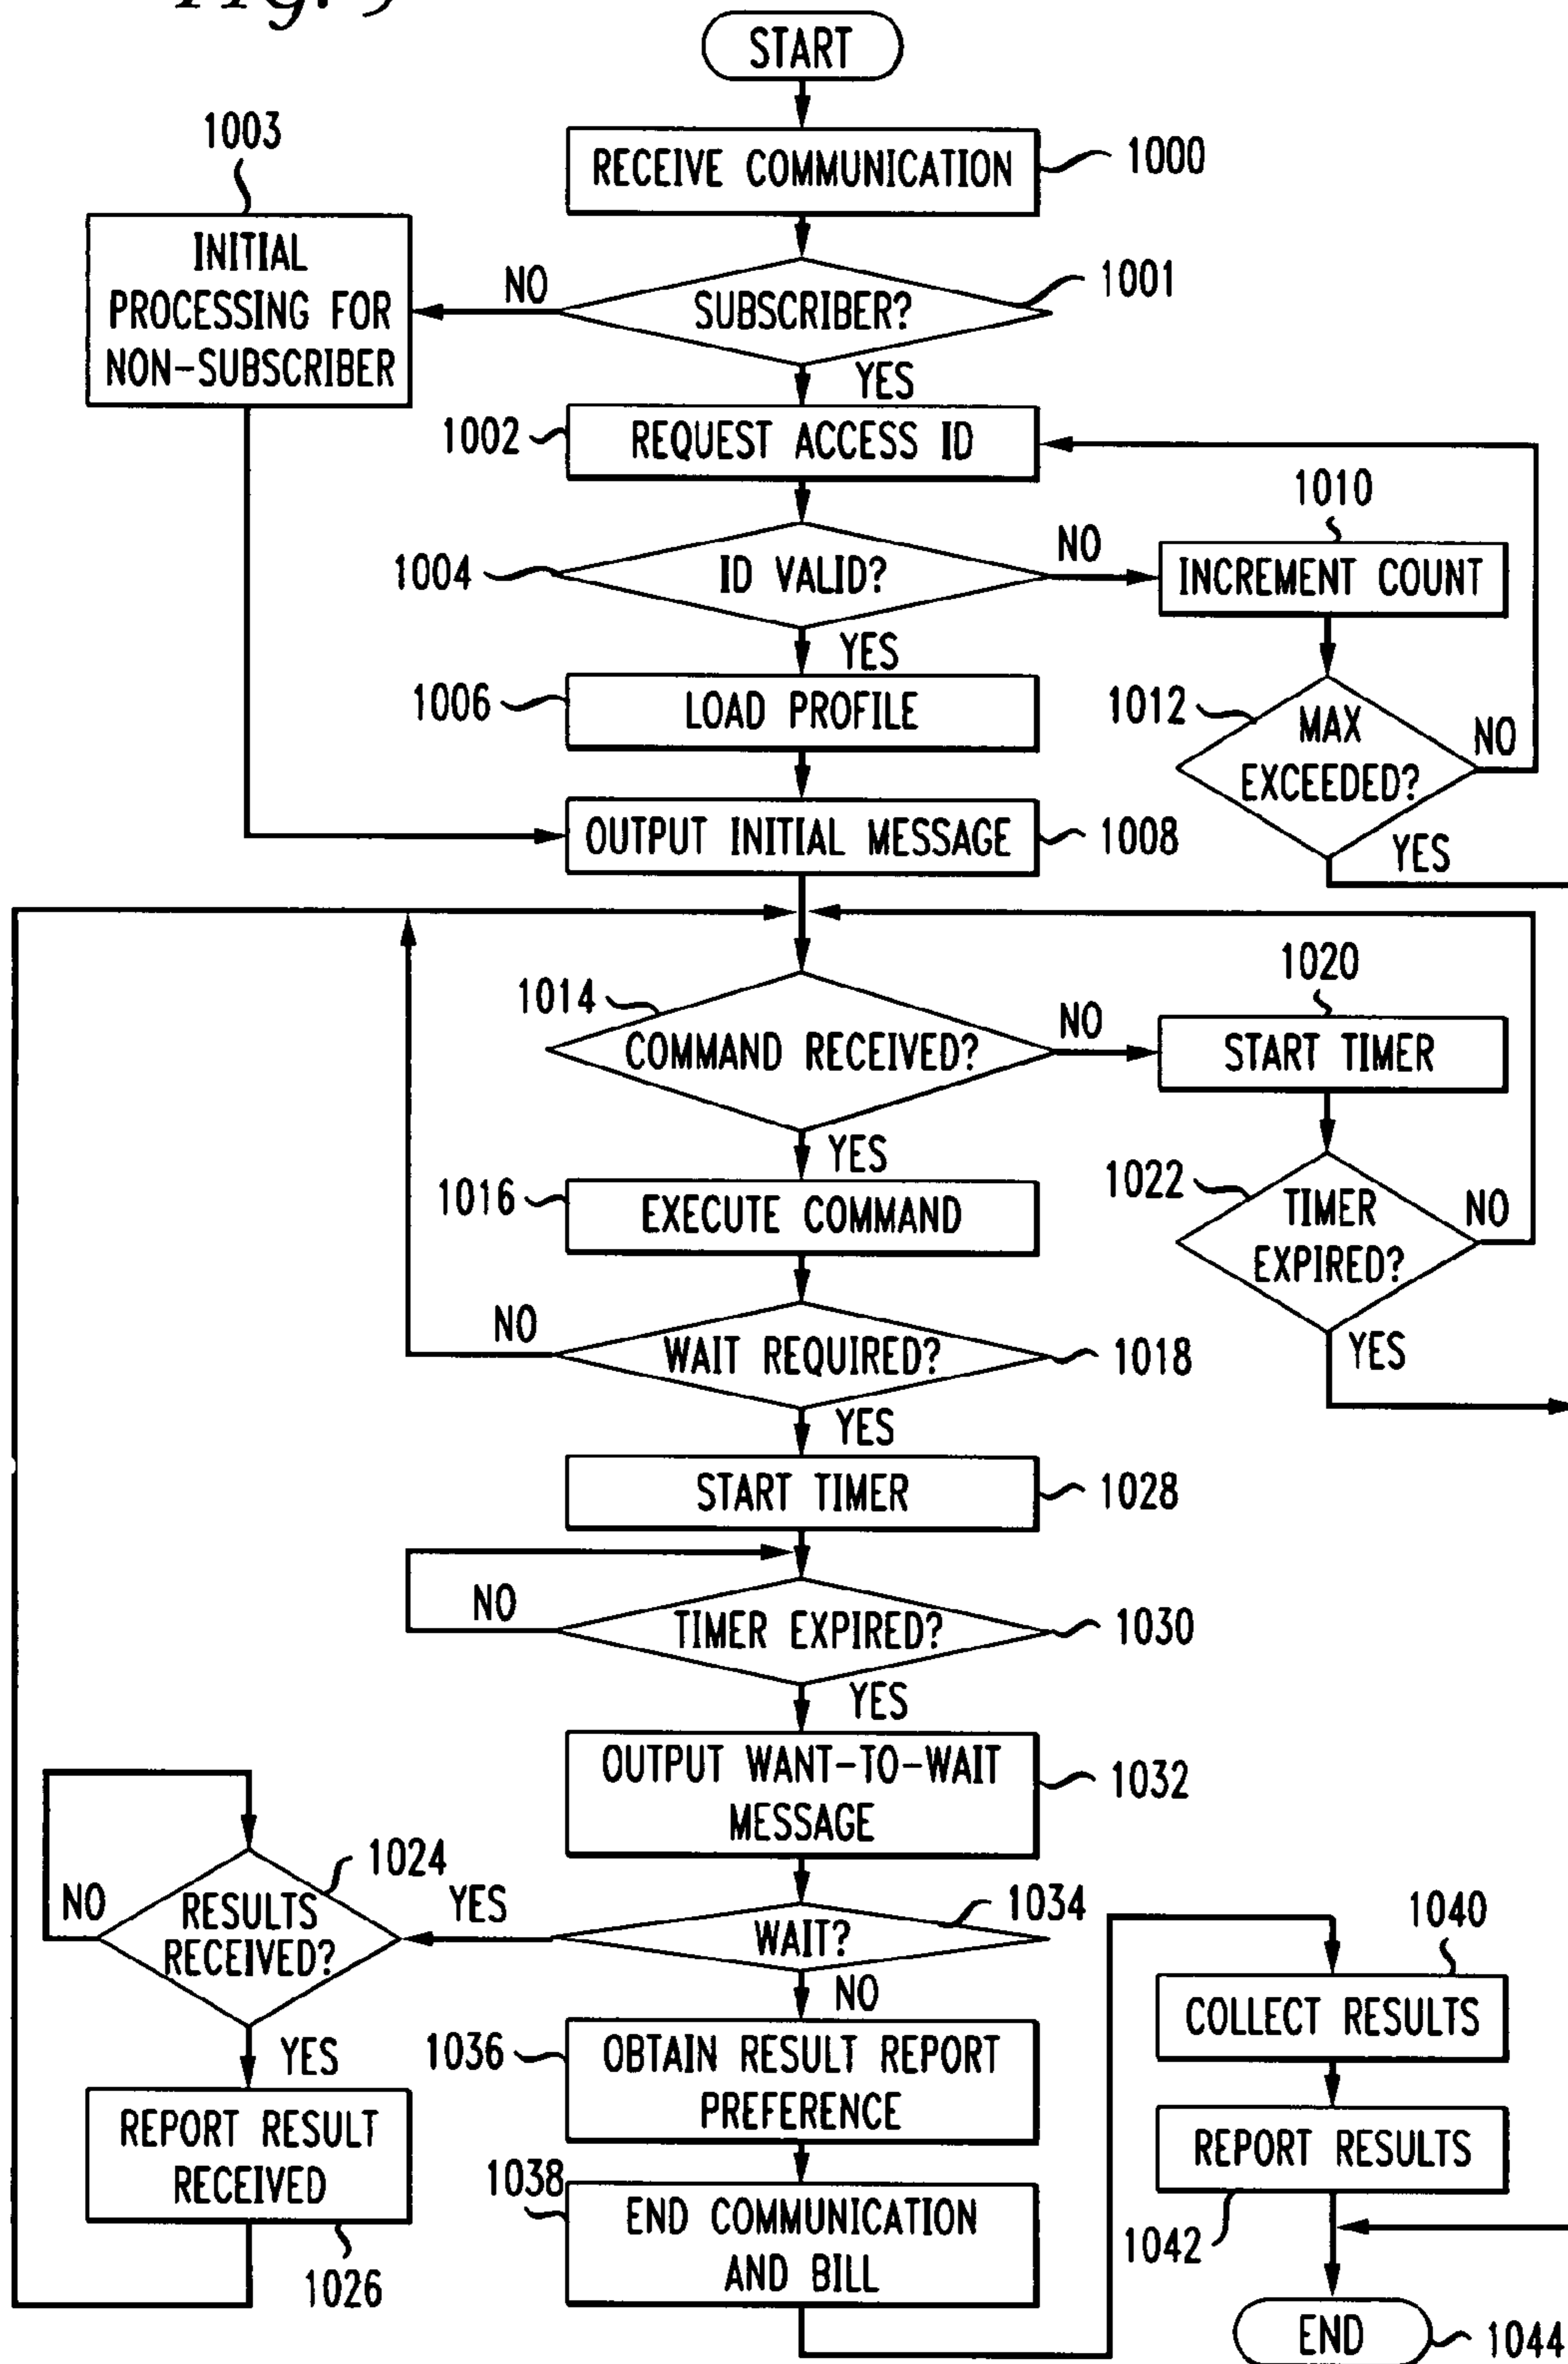 Fig. 9
START
RECEIVE COMMUNICATION
1000
1003
INITIAL
PROCESSING FOR
NON-SUBSCRIBER
NO
SUBSCRIBER?
1001
YES
1002
REQUEST ACCESS ID
1004
ID VALID?
NO
1010
INCREMENT COUNT
YES
1006
LOAD PROFILE
1012
MAX
EXCEEDED?
NO
YES
OUTPUT INITIAL MESSAGE
1008
1014
COMMAND RECEIVED?
NO
1020
START TIMER
YES
1016
EXECUTE COMMAND
1022
TIMER
EXPIRED?
NO
YES
NO
WAIT REQUIRED?
1018
YES
START TIMER
1028
NO
TIMER EXPIRED?
1030
YES
OUTPUT WANT-TO-WAIT
MESSAGE
1032
1024
RESULTS
RECEIVED?
NO
YES
WAIT?
1034
NO
YES
REPORT RESULT
RECEIVED
1026
1036
OBTAIN RESULT REPORT
PREFERENCE
1038
END COMMUNICATION
AND BILL
1040
COLLECT RESULTS
REPORT RESULTS
1042
END
1044